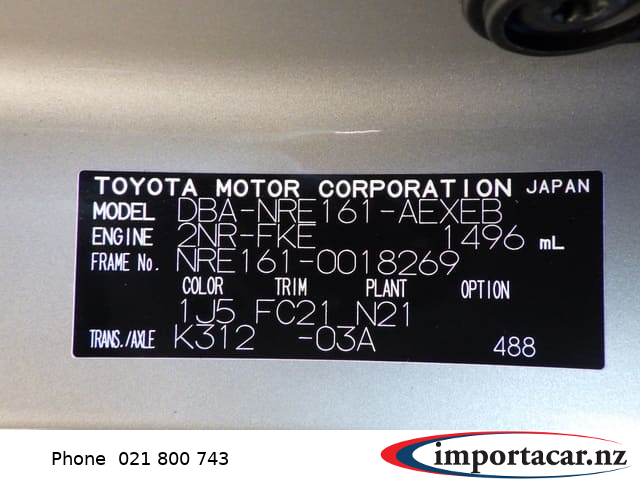 TOYOTA MOTOR CORPORATION JAPAN
MODEL DBA-NRE161-AEXEB
ENGINE 2NR-FKE 1496 mL
FRAME No. NRE161-0018269
COLOR TRIM PLANT OPTION
1J5 FC21 N21
TRANS./AXLE K312 -03A 488
Phone 021 800 743
importacar.nz